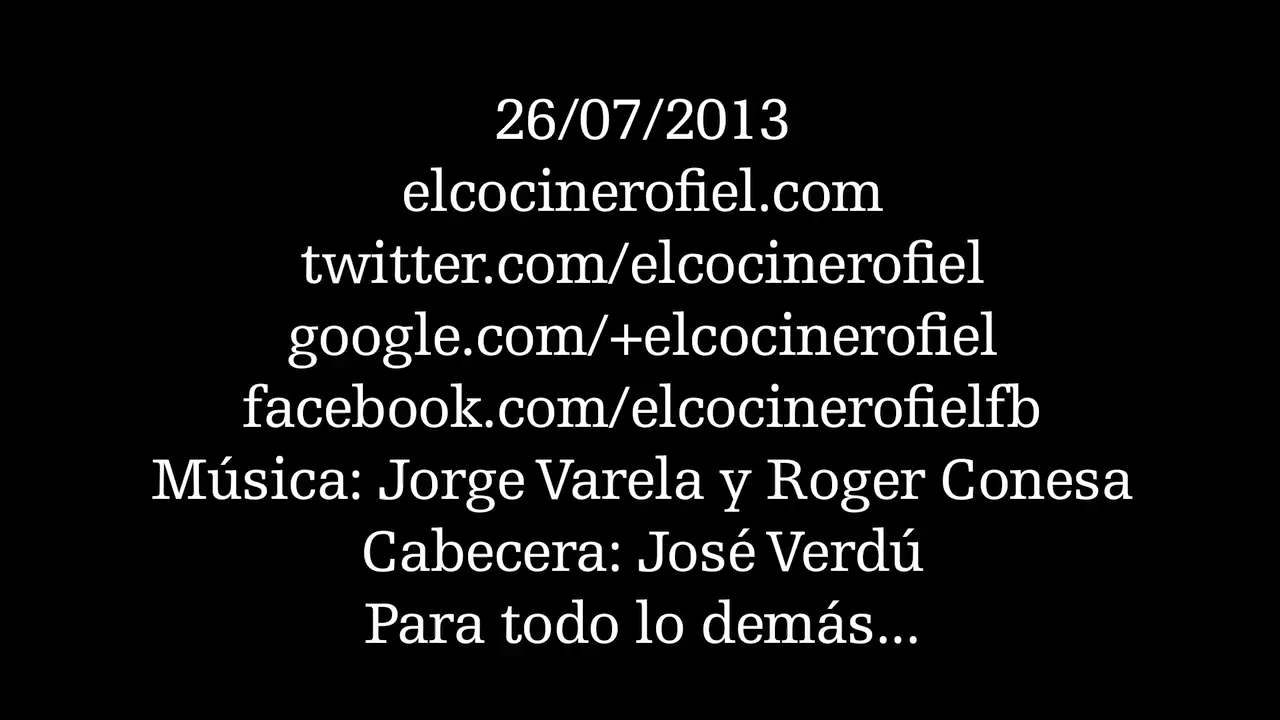 26/07/2013
elcocinerofiel.com
twitter.com/elcocinerofiel
google.com/+elcocinerofiel
facebook.com/elcocinerofielfb
Música: Jorge Varela y Roger Conesa
Cabecera: José Verdú
Para todo lo demás...